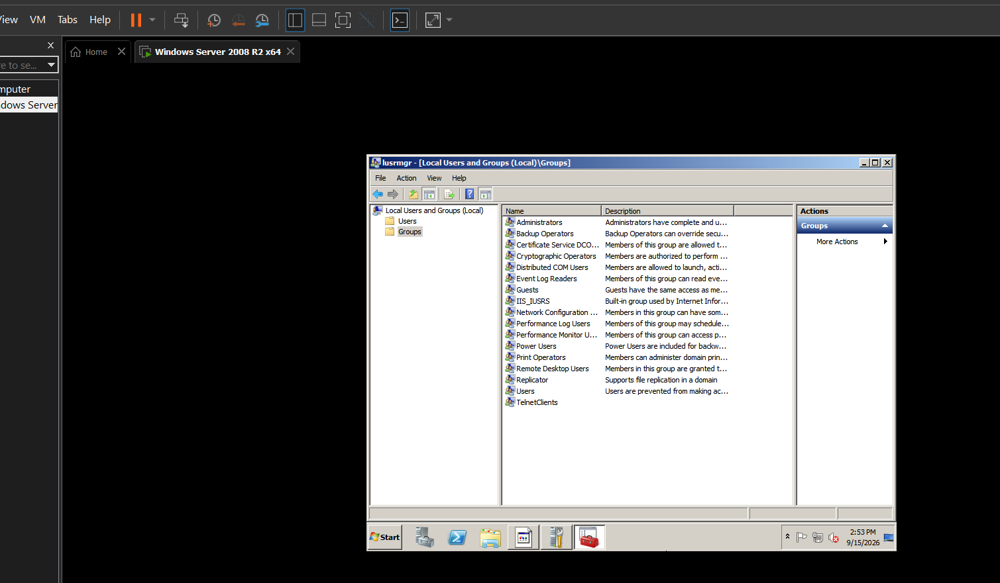 View VM Tabs Help
Home
Windows Server 2008 R2 x64
re to se...
mputer
dows Server
lusrmgr - [Local Users and Groups (Local)\Groups]
File Action View Help
Local Users and Groups (Local)
Users
Groups
Name Description
Administrators Administrators have complete and u...
Backup Operators Backup Operators can override secu...
Certificate Service DCO... Members of this group are allowed t...
Cryptographic Operators Members are authorized to perform ...
Distributed COM Users Members are allowed to launch, acti...
Event Log Readers Members of this group can read eve...
Guests Guests have the same access as me...
IIS_IUSRS Built-in group used by Internet Infor...
Network Configuration ... Members in this group can have som...
Performance Log Users Members of this group may schedule...
Performance Monitor U... Members of this group can access p...
Power Users Power Users are included for backw...
Print Operators Members can administer domain prin...
Remote Desktop Users Members in this group are granted t...
Replicator Supports file replication in a domain
Users Users are prevented from making ac...
TelnetClients
Actions
Groups
More Actions
Start
2:53 PM
9/15/2026